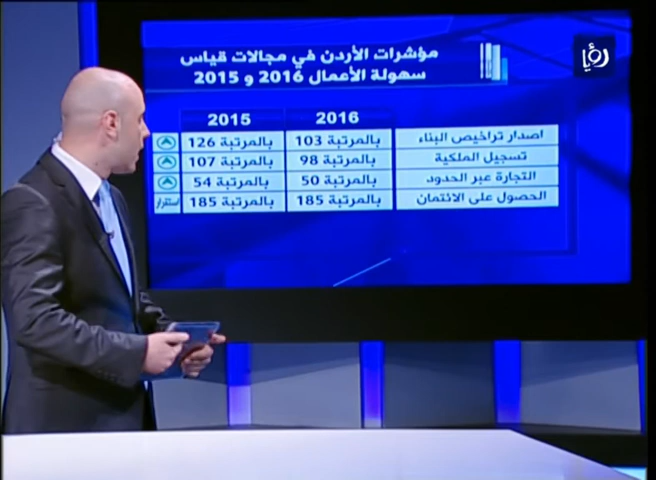 رؤيا
مؤشرات الأردن في مجالات قياس
سهولة الأعمال 2016 و 2015
2016 2015
اصدار تراخيص البناء بالمرتبة 103 بالمرتبة 126
تسجيل الملكية بالمرتبة 98 بالمرتبة 107
التجارة عبر الحدود بالمرتبة 50 بالمرتبة 54
الحصول على الائتمان بالمرتبة 185 بالمرتبة 185 استقرار